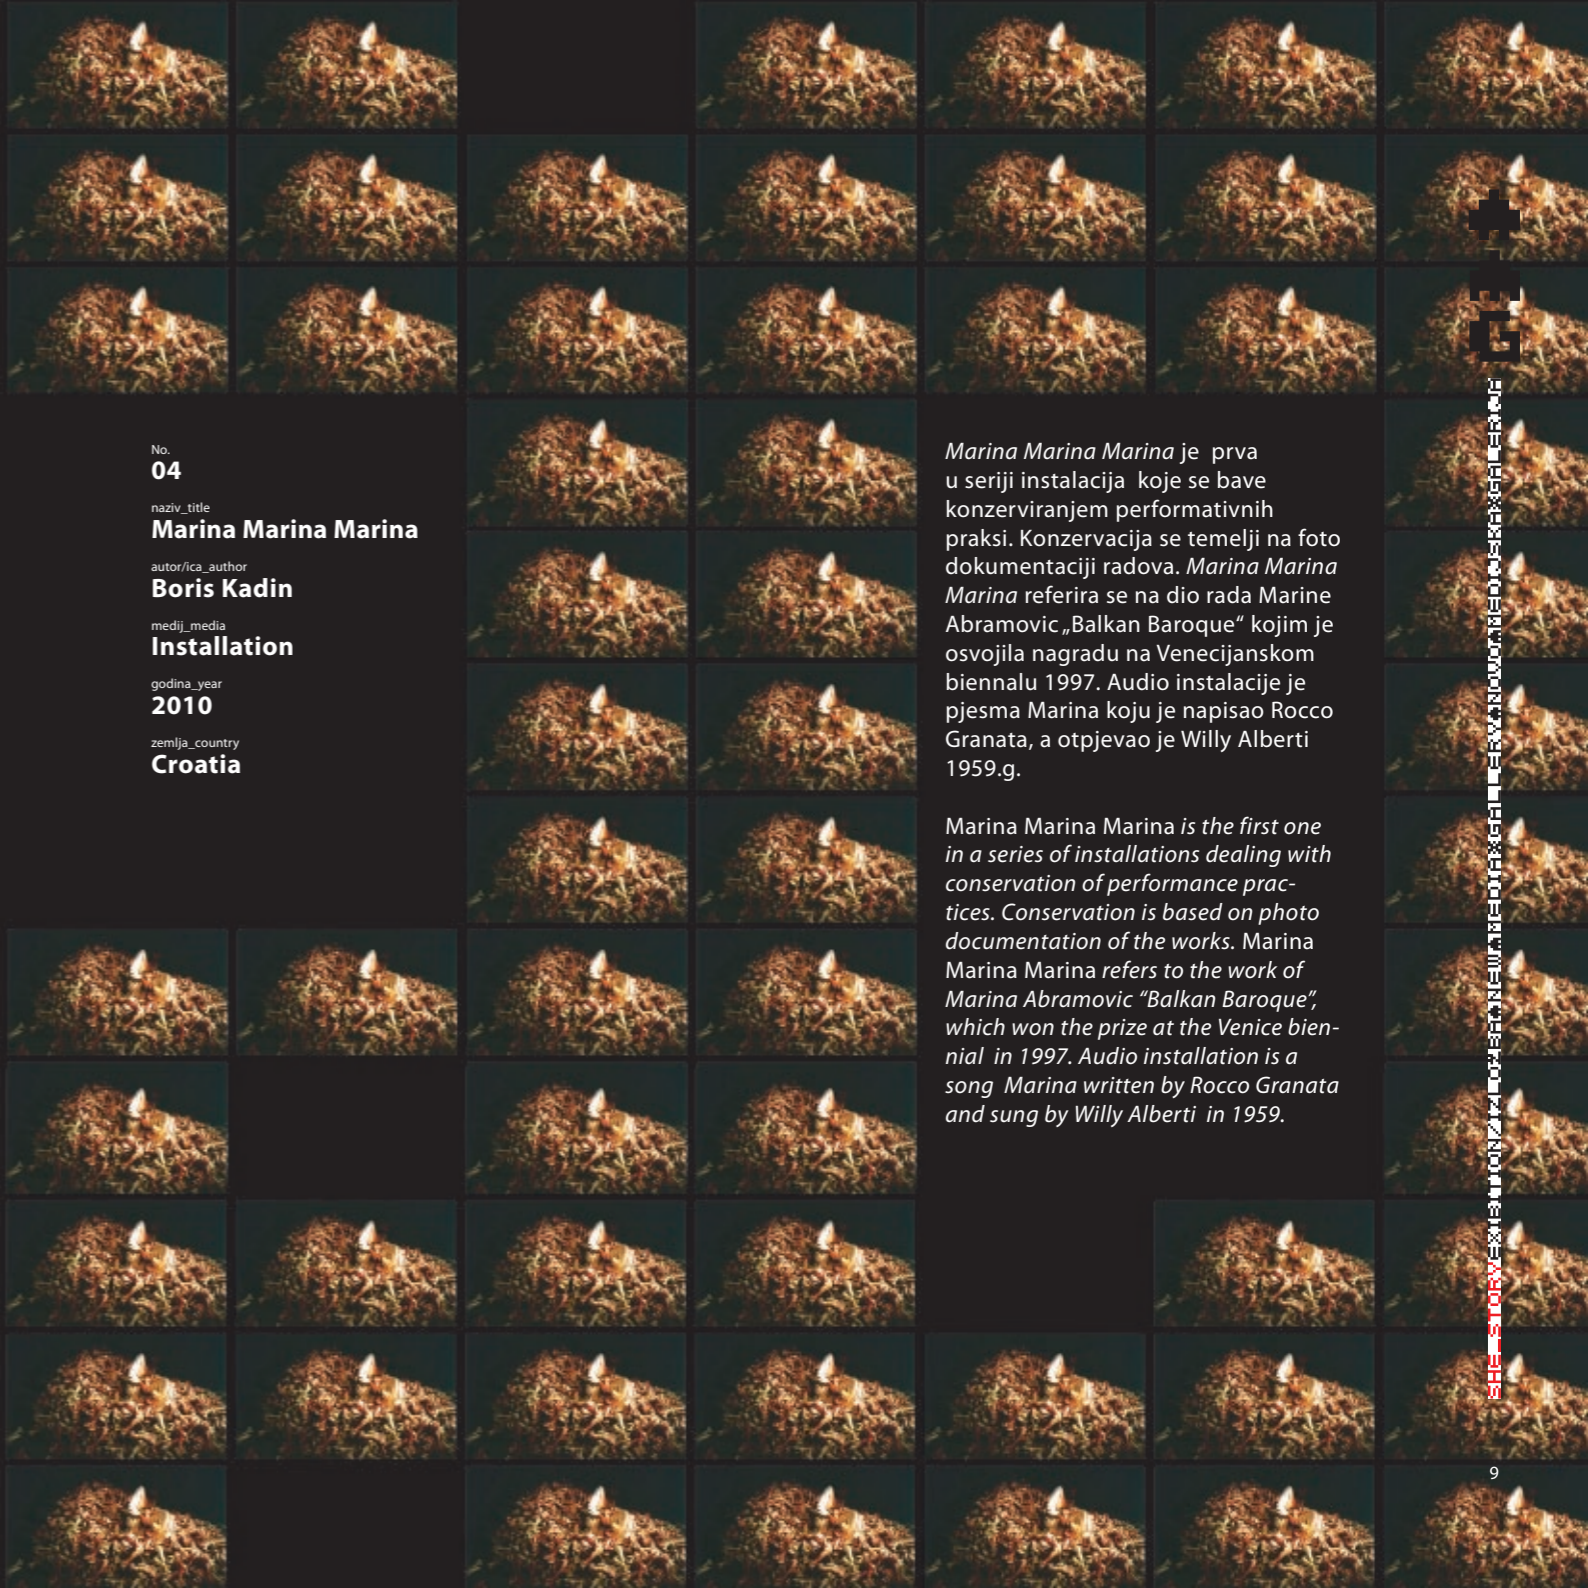 No.
04
naziv_title
Marina Marina Marina
autor/ica_author
Boris Kadin
medij_media
Installation
godina_year
2010
zemlja_country
Croatia
Marina Marina Marina je prva
u seriji instalacija koje se bave
konzerviranjem performativnih
praksi. Konzervacija se temelji na foto
dokumentaciji radova. Marina Marina
Marina referira se na dio rada Marine
Abramovic „Balkan Baroque“ kojim je
osvojila nagradu na Venecijanskom
biennalu 1997. Audio instalacije je
pjesma Marina koju je napisao Rocco
Granata, a otpjevao je Willy Alberti
1959.g.
Marina Marina Marina is the first one
in a series of installations dealing with
conservation of performance prac-
tices. Conservation is based on photo
documentation of the works. Marina
Marina Marina refers to the work of
Marina Abramovic “Balkan Baroque”,
which won the prize at the Venice bien-
nial in 1997. Audio installation is a
song Marina written by Rocco Granata
and sung by Willy Alberti in 1959.
SHE_STORY
9